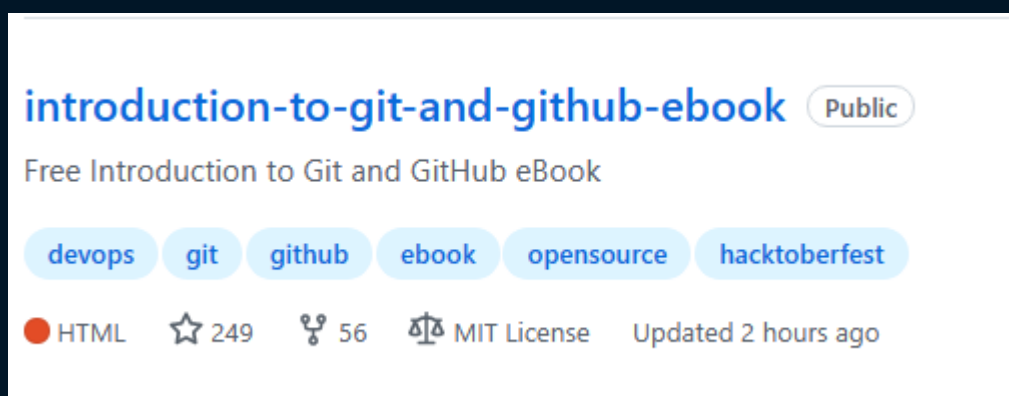 introduction-to-git-and-github-ebook Public
Free Introduction to Git and GitHub eBook
devops git github ebook opensource hacktoberfest
HTML 249 56 MIT License Updated 2 hours ago